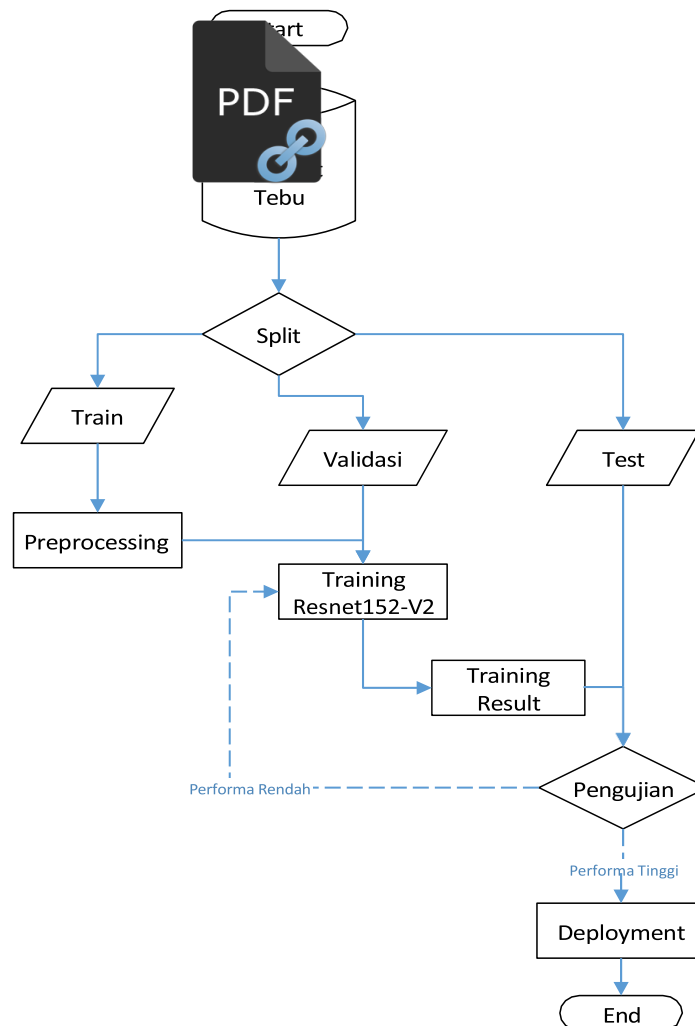 PDF
Tebu
Split
Train
Validasi
Test
Preprocessing
Training
Resnet152-V2
Training
Result
Performa Rendah
Pengujian
Performa Tinggi
Deployment
End